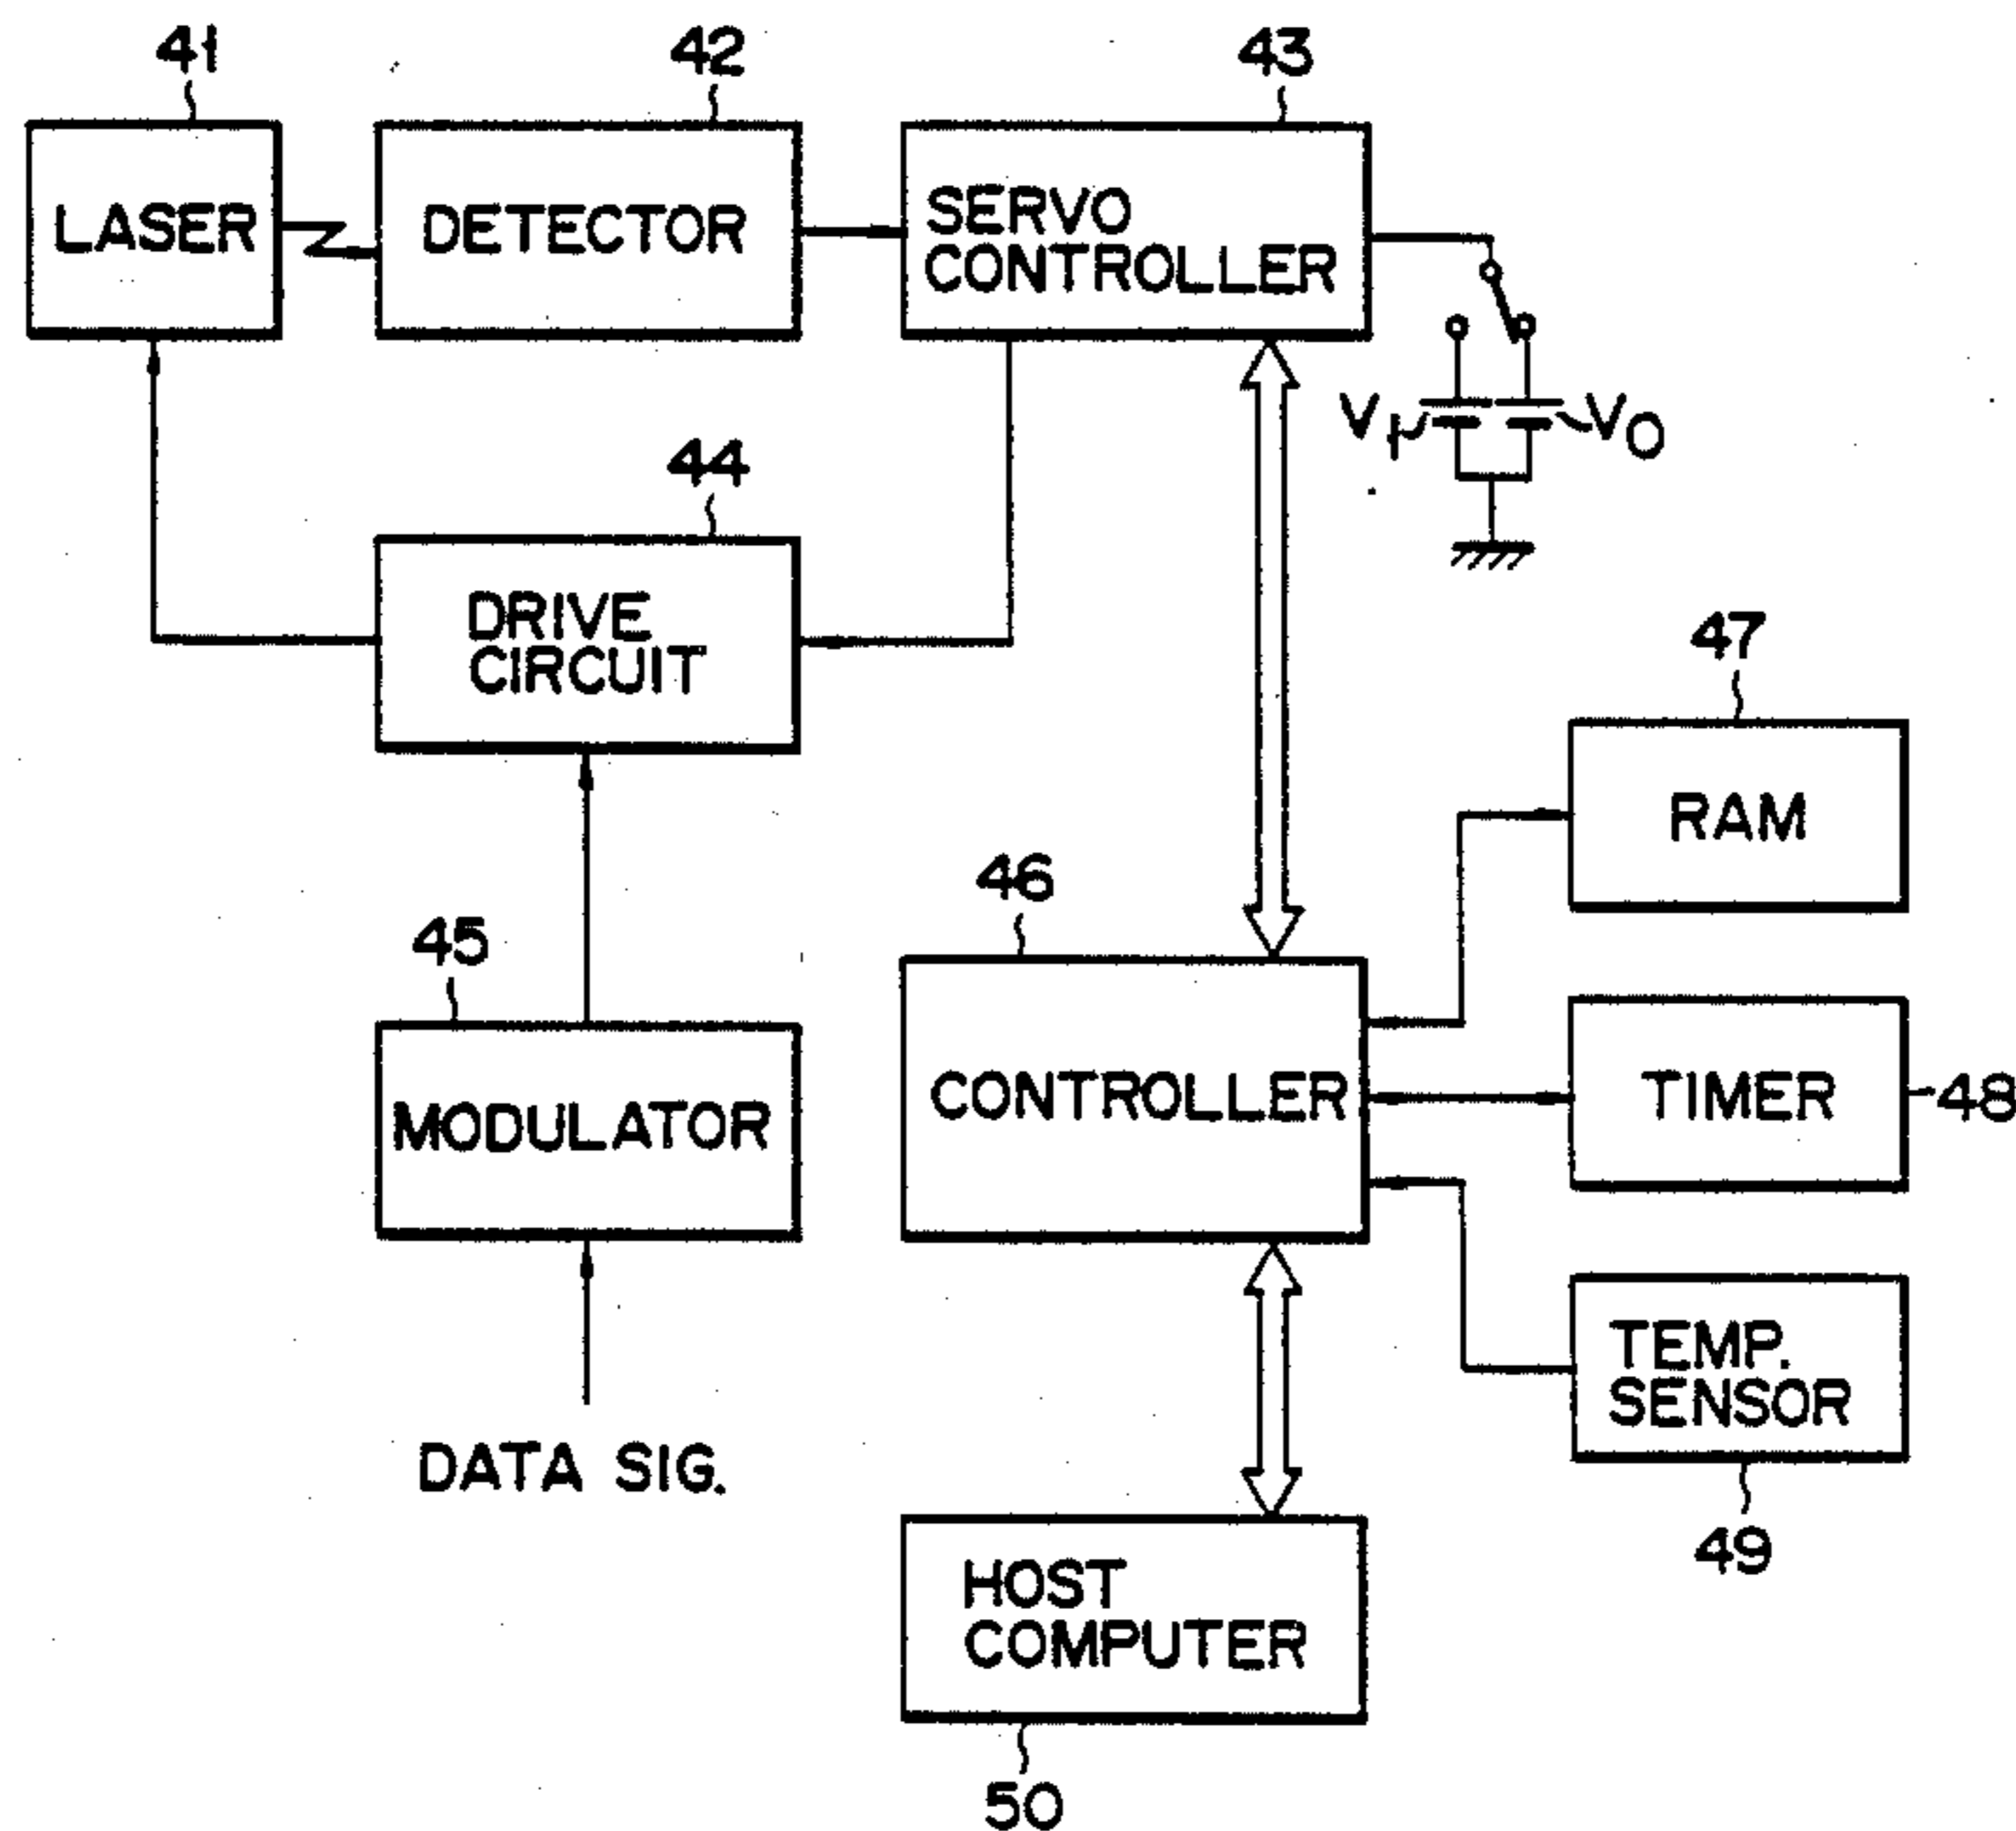 41
42
43
LASER
DETECTOR
SERVO
CONTROLLER
V1
VO
44
DRIVE
CIRCUIT
47
RAM
46
45
CONTROLLER
TIMER
48
MODULATOR
TEMP.
SENSOR
DATA SIG.
49
HOST
COMPUTER
50